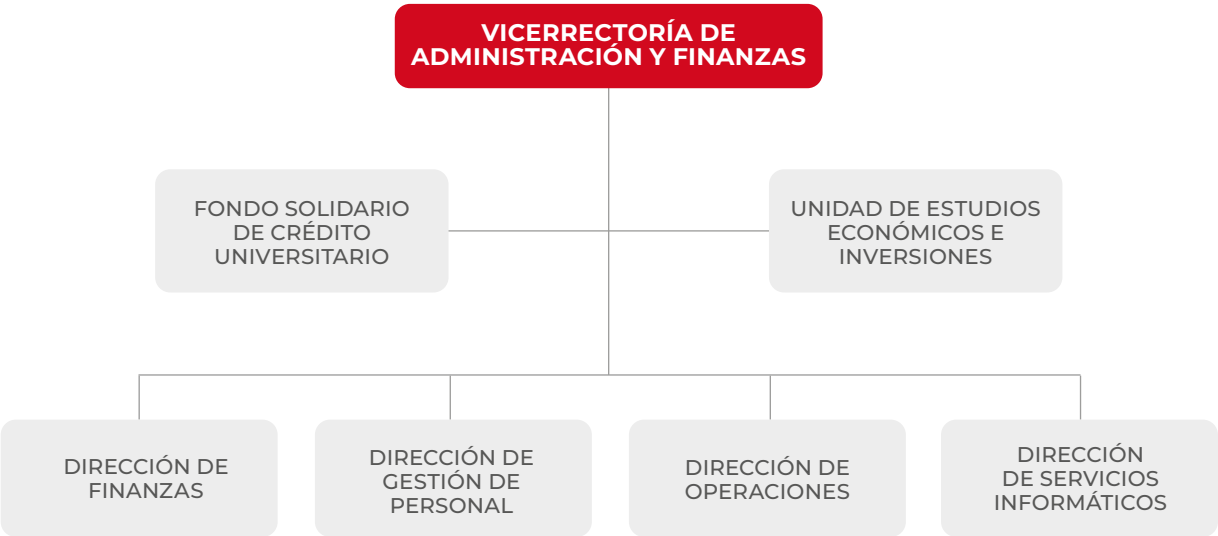 VICERRECTORÍA DE
ADMINISTRACIÓN Y FINANZAS
FONDO SOLIDARIO
DE CRÉDITO
UNIVERSITARIO
UNIDAD DE ESTUDIOS
ECONÓMICOS E
INVERSIONES
DIRECCIÓN DE
FINANZAS
DIRECCIÓN DE
GESTIÓN DE
PERSONAL
DIRECCIÓN DE
OPERACIONES
DIRECCIÓN
DE SERVICIOS
INFORMÁTICOS